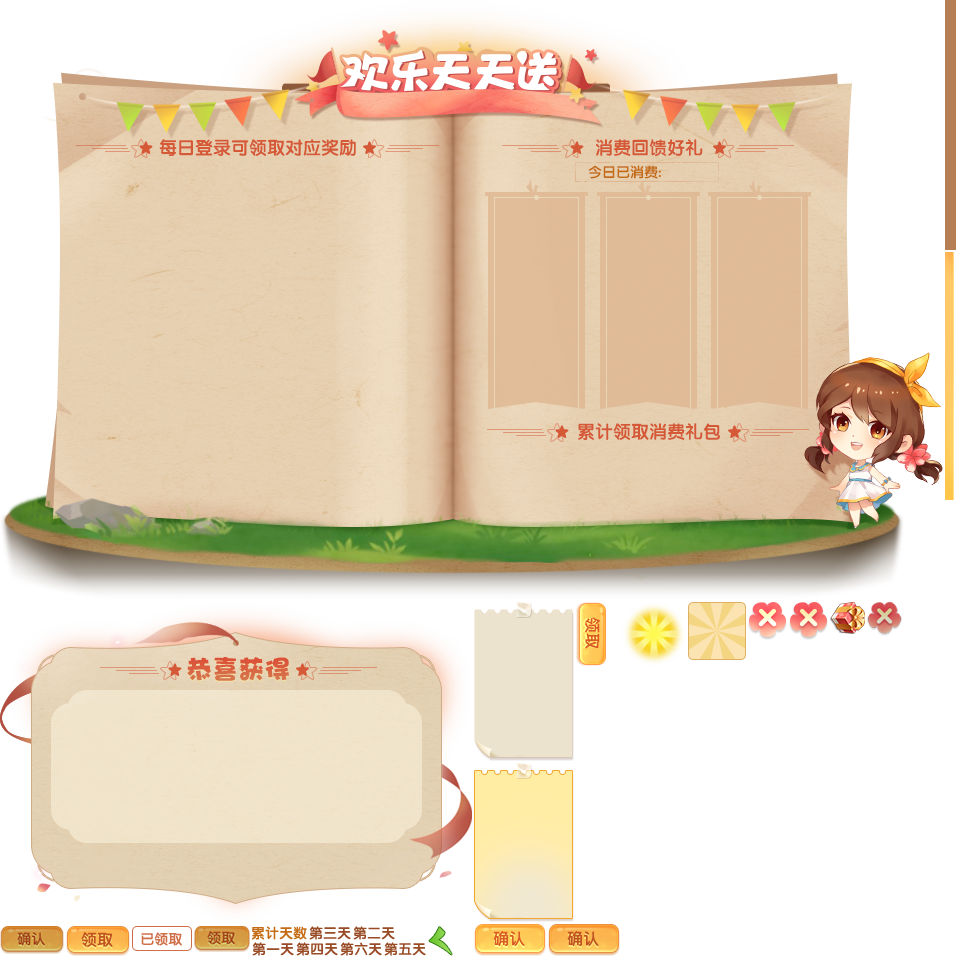 欢乐天天送
每日登录可领取对应奖励
消费回馈好礼
今日已消费:
累计领取消费礼包
领取
恭喜获得
确认
领取
已领取
领取
累计天数 第三天 第二天
第一天 第四天 第六天 第五天
确认
确认